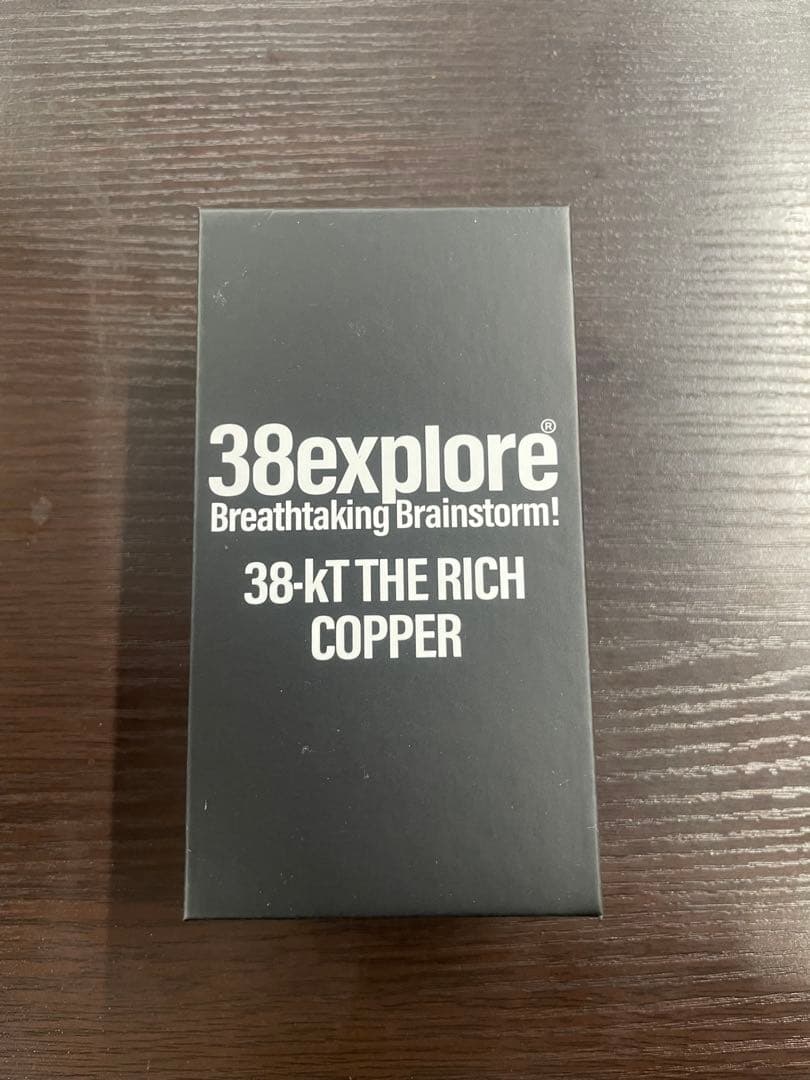 38explore®
Breathtaking Brainstorm!
38-kT THE RICH
COPPER